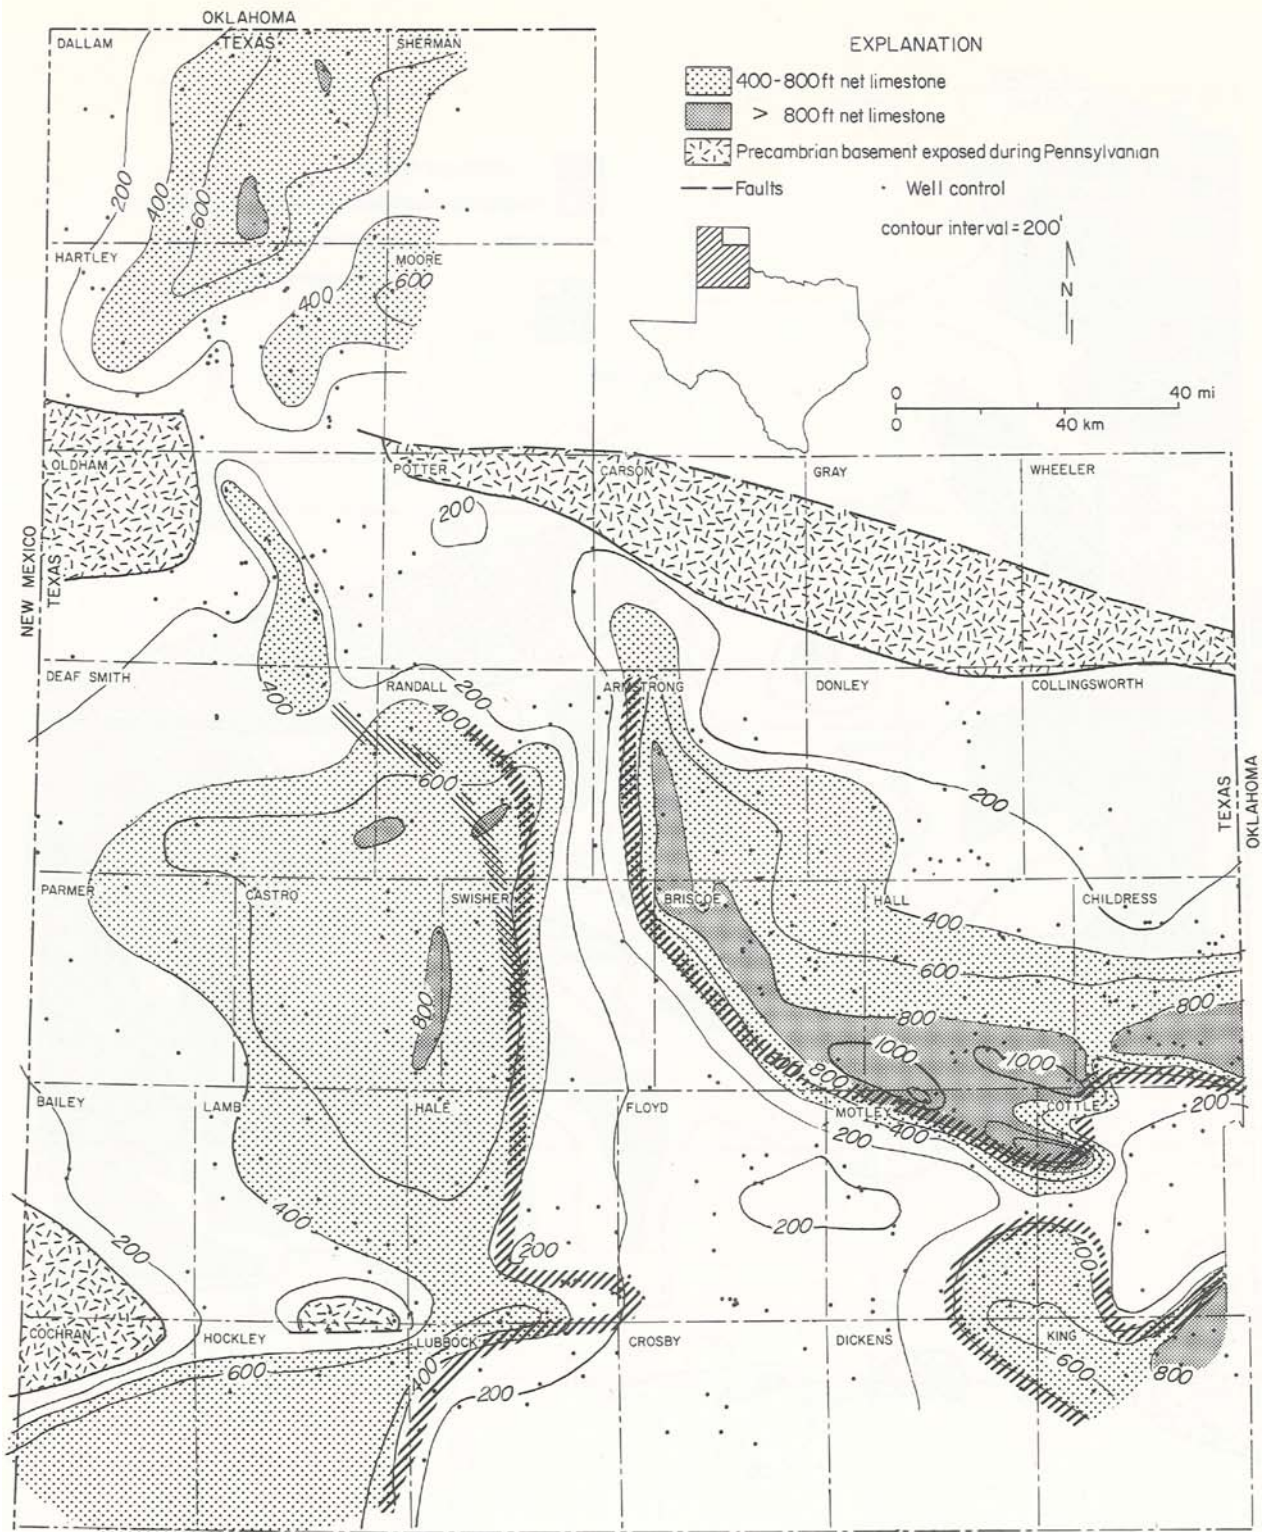 OKLAHOMA
TEXAS
DALLAM
SHERMAN
EXPLANATION
400-800ft net limestone
> 800ft net limestone
Precambrian basement exposed during Pennsylvanian
Faults
Well control
contour interval = 200'
200
400
600
HARTLEY
MOORE
600
400
N
0
40 mi
0
40 km
OLDHAM
POTTER
CARSON
GRAY
WHEELER
200
NEW MEXICO
TEXAS
DEAF SMITH
RANDALL
ARMSTRONG
DONLEY
COLLINGSWORTH
400
200
400
600
200
TEXAS
OKLAHOMA
PARMER
CASTRO
SWISHER
BRISCOE
HALL
CHILDRESS
400
600
800
800
800
1000
1000
600
800
BAILEY
LAMB
HALE
FLOYD
MOTLEY
COTTLE
200
400
200
200
400
200
200
400
COCHRAN
HOCKLEY
LUBBOCK
CROSBY
DICKENS
KING
600
400
200
600
800